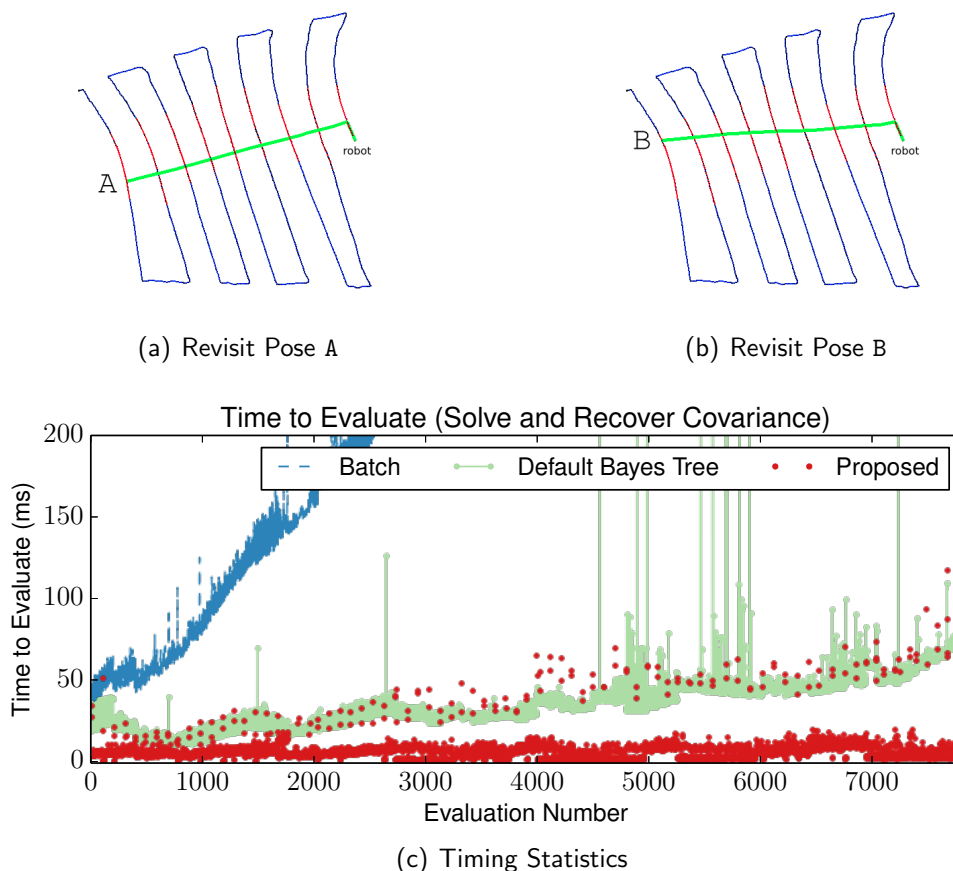 A
robot
B
robot
(a) Revisit Pose A
(b) Revisit Pose B
Time to Evaluate (Solve and Recover Covariance)
Batch Default Bayes Tree Proposed
Time to Evaluate (ms)
200
150
100
50
0
0 1000 2000 3000 4000 5000 6000 7000
Evaluation Number
(c) Timing Statistics